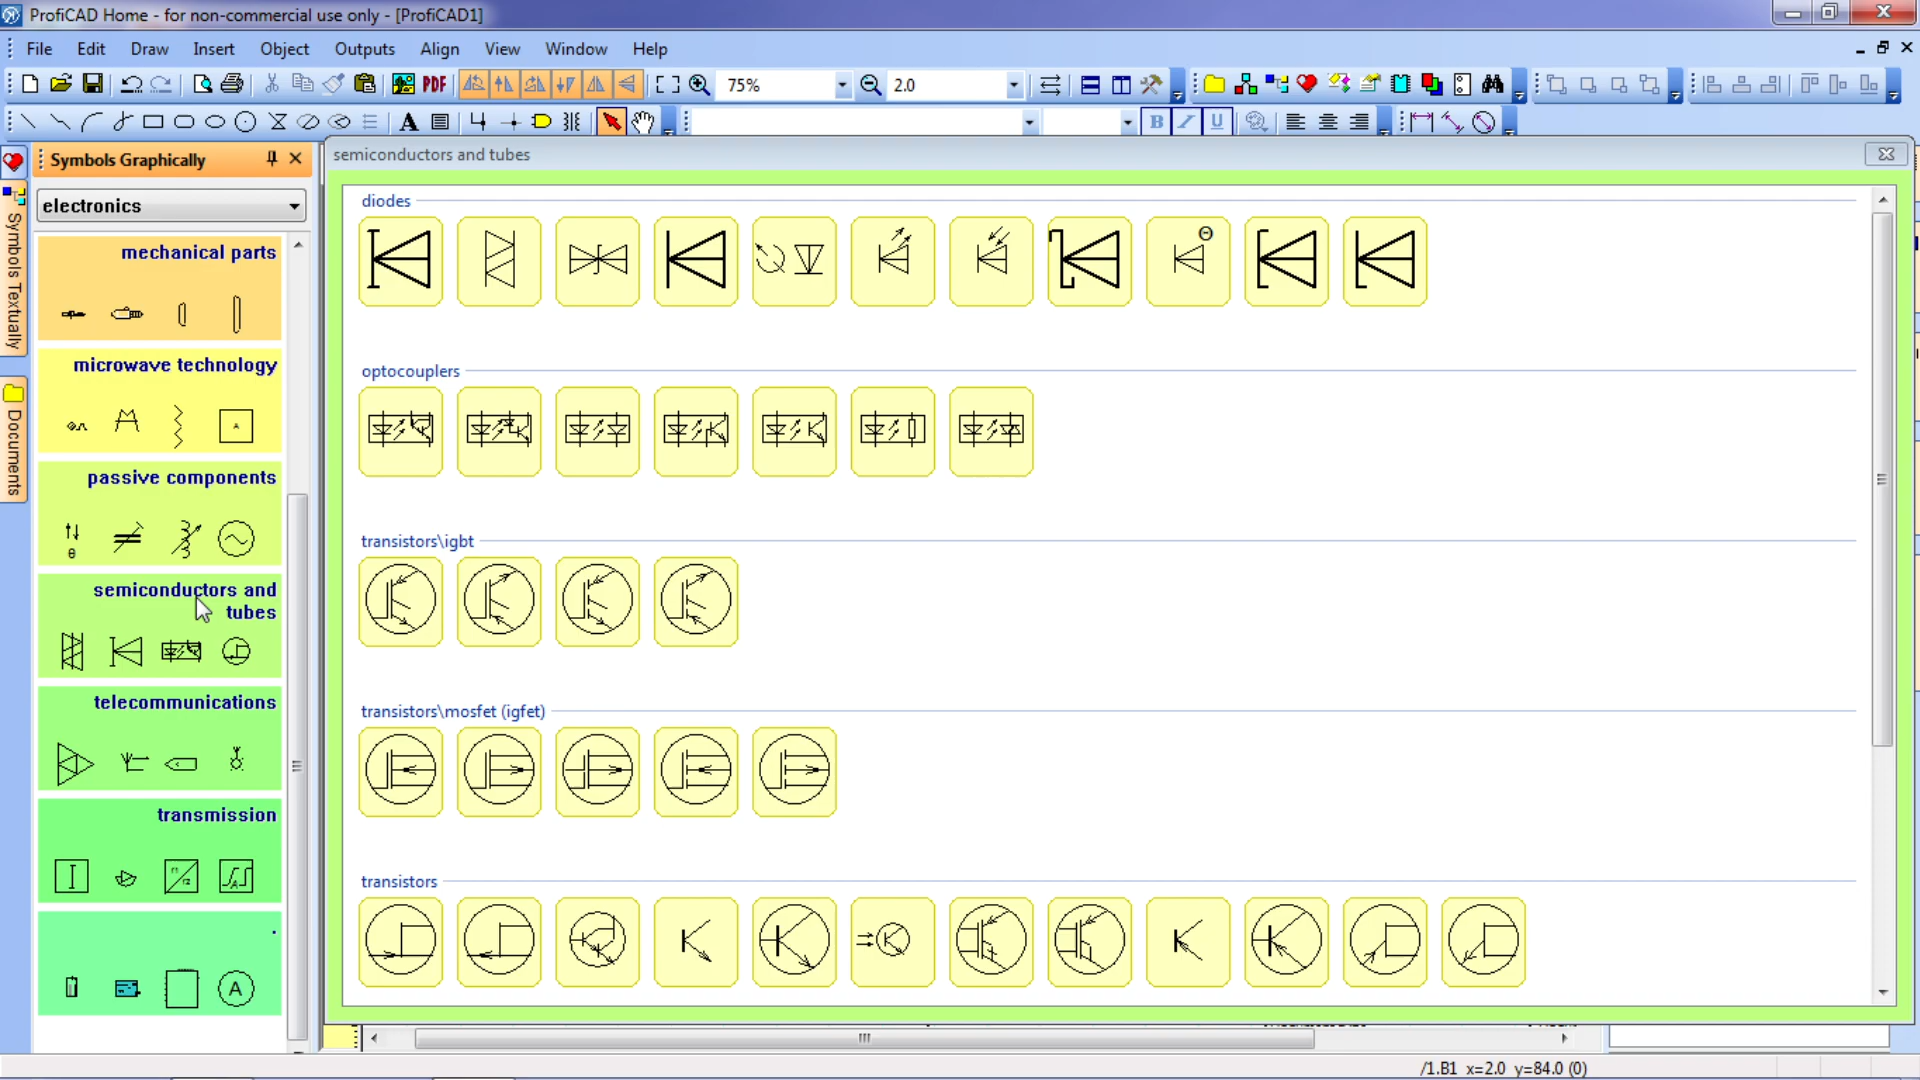 ProfiCAD Home - for non-commercial use only - [ProfiCAD1]
File Edit Draw Insert Object Outputs Align View Window Help
PDF 75% 2.0
A B I U
Symbols Graphically
semiconductors and tubes
electronics
Symbols Textually
Documents
mechanical parts
microwave technology
A
passive components
θ
semiconductors and
tubes
telecommunications
transmission
.
A
diodes
optocouplers
transistors\igbt
transistors\mosfet (igfet)
transistors
/1.B1 x=2.0 y=84.0 (0)